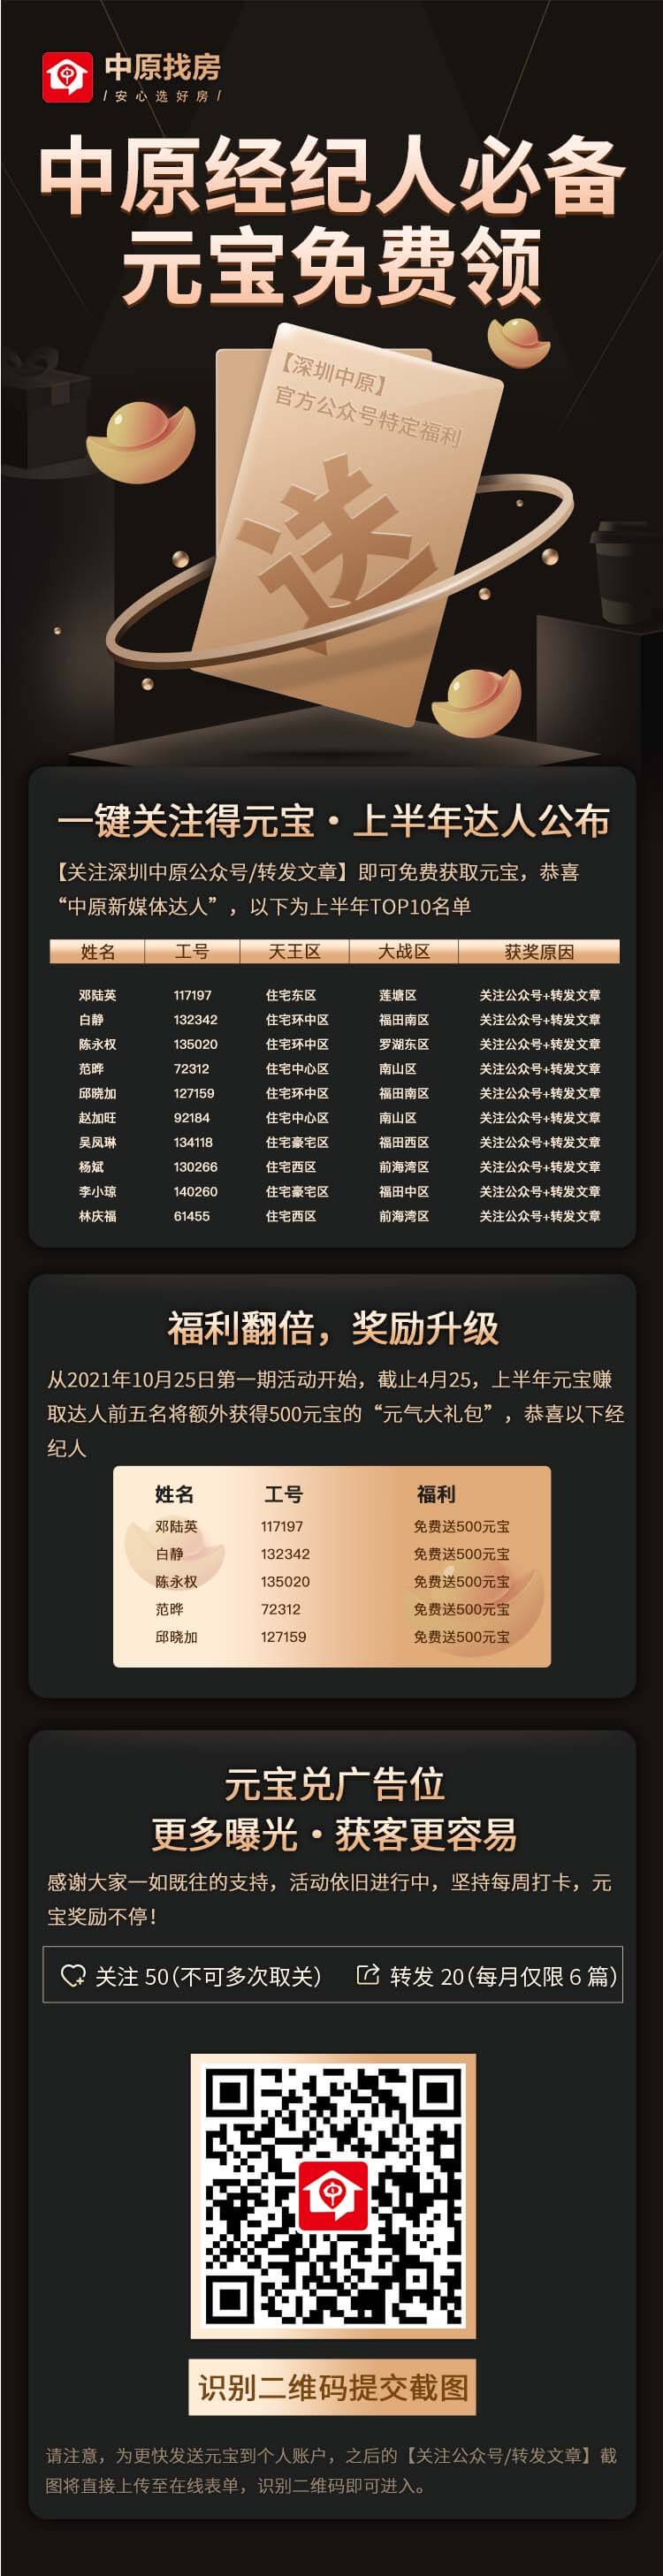 中原找房
/ 安心选好房 /
中原经纪人必备
元宝免费领
【深圳中原】
官方公众号特定福利
送
一键关注得元宝·上半年达人公布
【关注深圳中原公众号/转发文章】即可免费获取元宝，恭喜
“中原新媒体达人”，以下为上半年TOP10名单
姓名 工号 天王区 大战区 获奖原因
邓陆英 117197 住宅东区 莲塘区 关注公众号+转发文章
白静 132342 住宅环中区 福田南区 关注公众号+转发文章
陈永权 135020 住宅环中区 罗湖东区 关注公众号+转发文章
范晔 72312 住宅中心区 南山区 关注公众号+转发文章
邱晓加 127159 住宅环中区 福田南区 关注公众号+转发文章
赵加旺 92184 住宅中心区 南山区 关注公众号+转发文章
吴凤琳 134118 住宅豪宅区 福田西区 关注公众号+转发文章
杨斌 130266 住宅西区 前海湾区 关注公众号+转发文章
李小琼 140260 住宅豪宅区 福田中区 关注公众号+转发文章
林庆福 61455 住宅西区 前海湾区 关注公众号+转发文章
福利翻倍，奖励升级
从2021年10月25日第一期活动开始，截止4月25，上半年元宝赚
取达人前五名将额外获得500元宝的“元气大礼包”，恭喜以下经
纪人
姓名 工号 福利
邓陆英 117197 免费送500元宝
白静 132342 免费送500元宝
陈永权 135020 免费送500元宝
范晔 72312 免费送500元宝
邱晓加 127159 免费送500元宝
元宝兑广告位
更多曝光·获客更容易
感谢大家一如既往的支持，活动依旧进行中，坚持每周打卡，元
宝奖励不停！
关注 50（不可多次取关） 转发 20（每月仅限 6 篇）
识别二维码提交截图
请注意，为更快发送元宝到个人账户，之后的【关注公众号/转发文章】截
图将直接上传至在线表单，识别二维码即可进入。